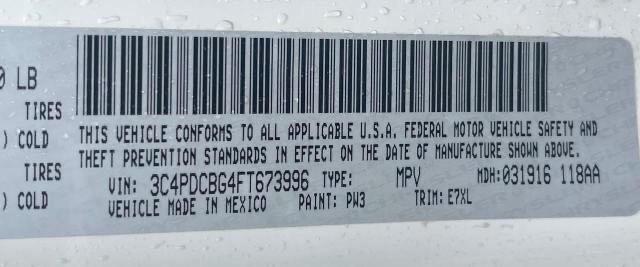 0 LB
TIRES
) COLD
TIRES
) COLD
THIS VEHICLE CONFORMS TO ALL APPLICABLE U.S.A. FEDERAL MOTOR VEHICLE SAFETY AND
THEFT PREVENTION STANDARDS IN EFFECT ON THE DATE OF MANUFACTURE SHOWN ABOVE.
VIN: 3C4PDCBG4FT673996 TYPE: MPV MDH:031916 118AA
VEHICLE MADE IN MEXICO PAINT: PW3 TRIM: E7XL